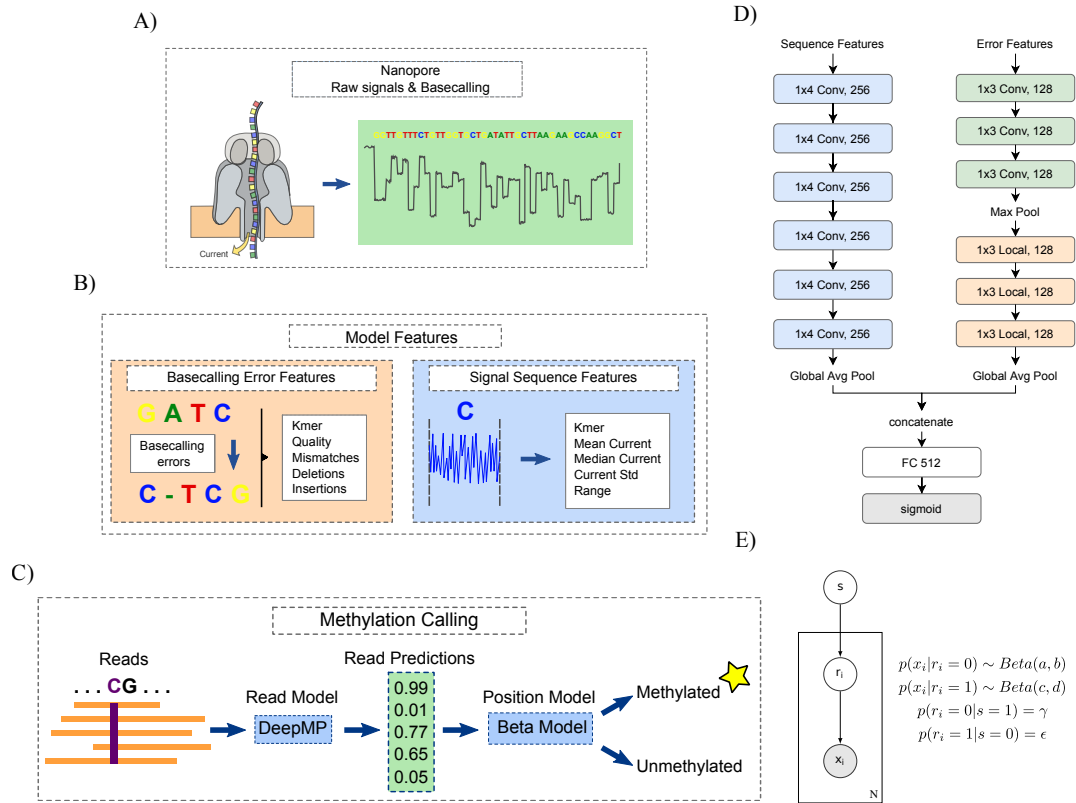 A)
Nanopore
Raw signals & Basecalling
Current
B)
Model Features
Basecalling Error Features
G A T C
Basecalling
errors
C - T C G
Kmer
Quality
Mismatches
Deletions
Insertions
Signal Sequence Features
C
Kmer
Mean Current
Median Current
Current Std
Range
C)
Methylation Calling
Reads
. . . CG . . .
Read Model
DeepMP
Read Predictions
0.99
0.01
0.77
0.65
0.05
Position Model
Beta Model
Methylated
Unmethylated
D)
Sequence Features
1x4 Conv, 256
1x4 Conv, 256
1x4 Conv, 256
1x4 Conv, 256
1x4 Conv, 256
1x4 Conv, 256
Global Avg Pool
Error Features
1x3 Conv, 128
1x3 Conv, 128
1x3 Conv, 128
Max Pool
1x3 Local, 128
1x3 Local, 128
1x3 Local, 128
Global Avg Pool
concatenate
FC 512
sigmoid
E)
s
r_i
x_i
N
p(x_i|r_i = 0) ∼ Beta(a, b)
p(x_i|r_i = 1) ∼ Beta(c, d)
p(r_i = 0|s = 1) = γ
p(r_i = 1|s = 0) = ϵ